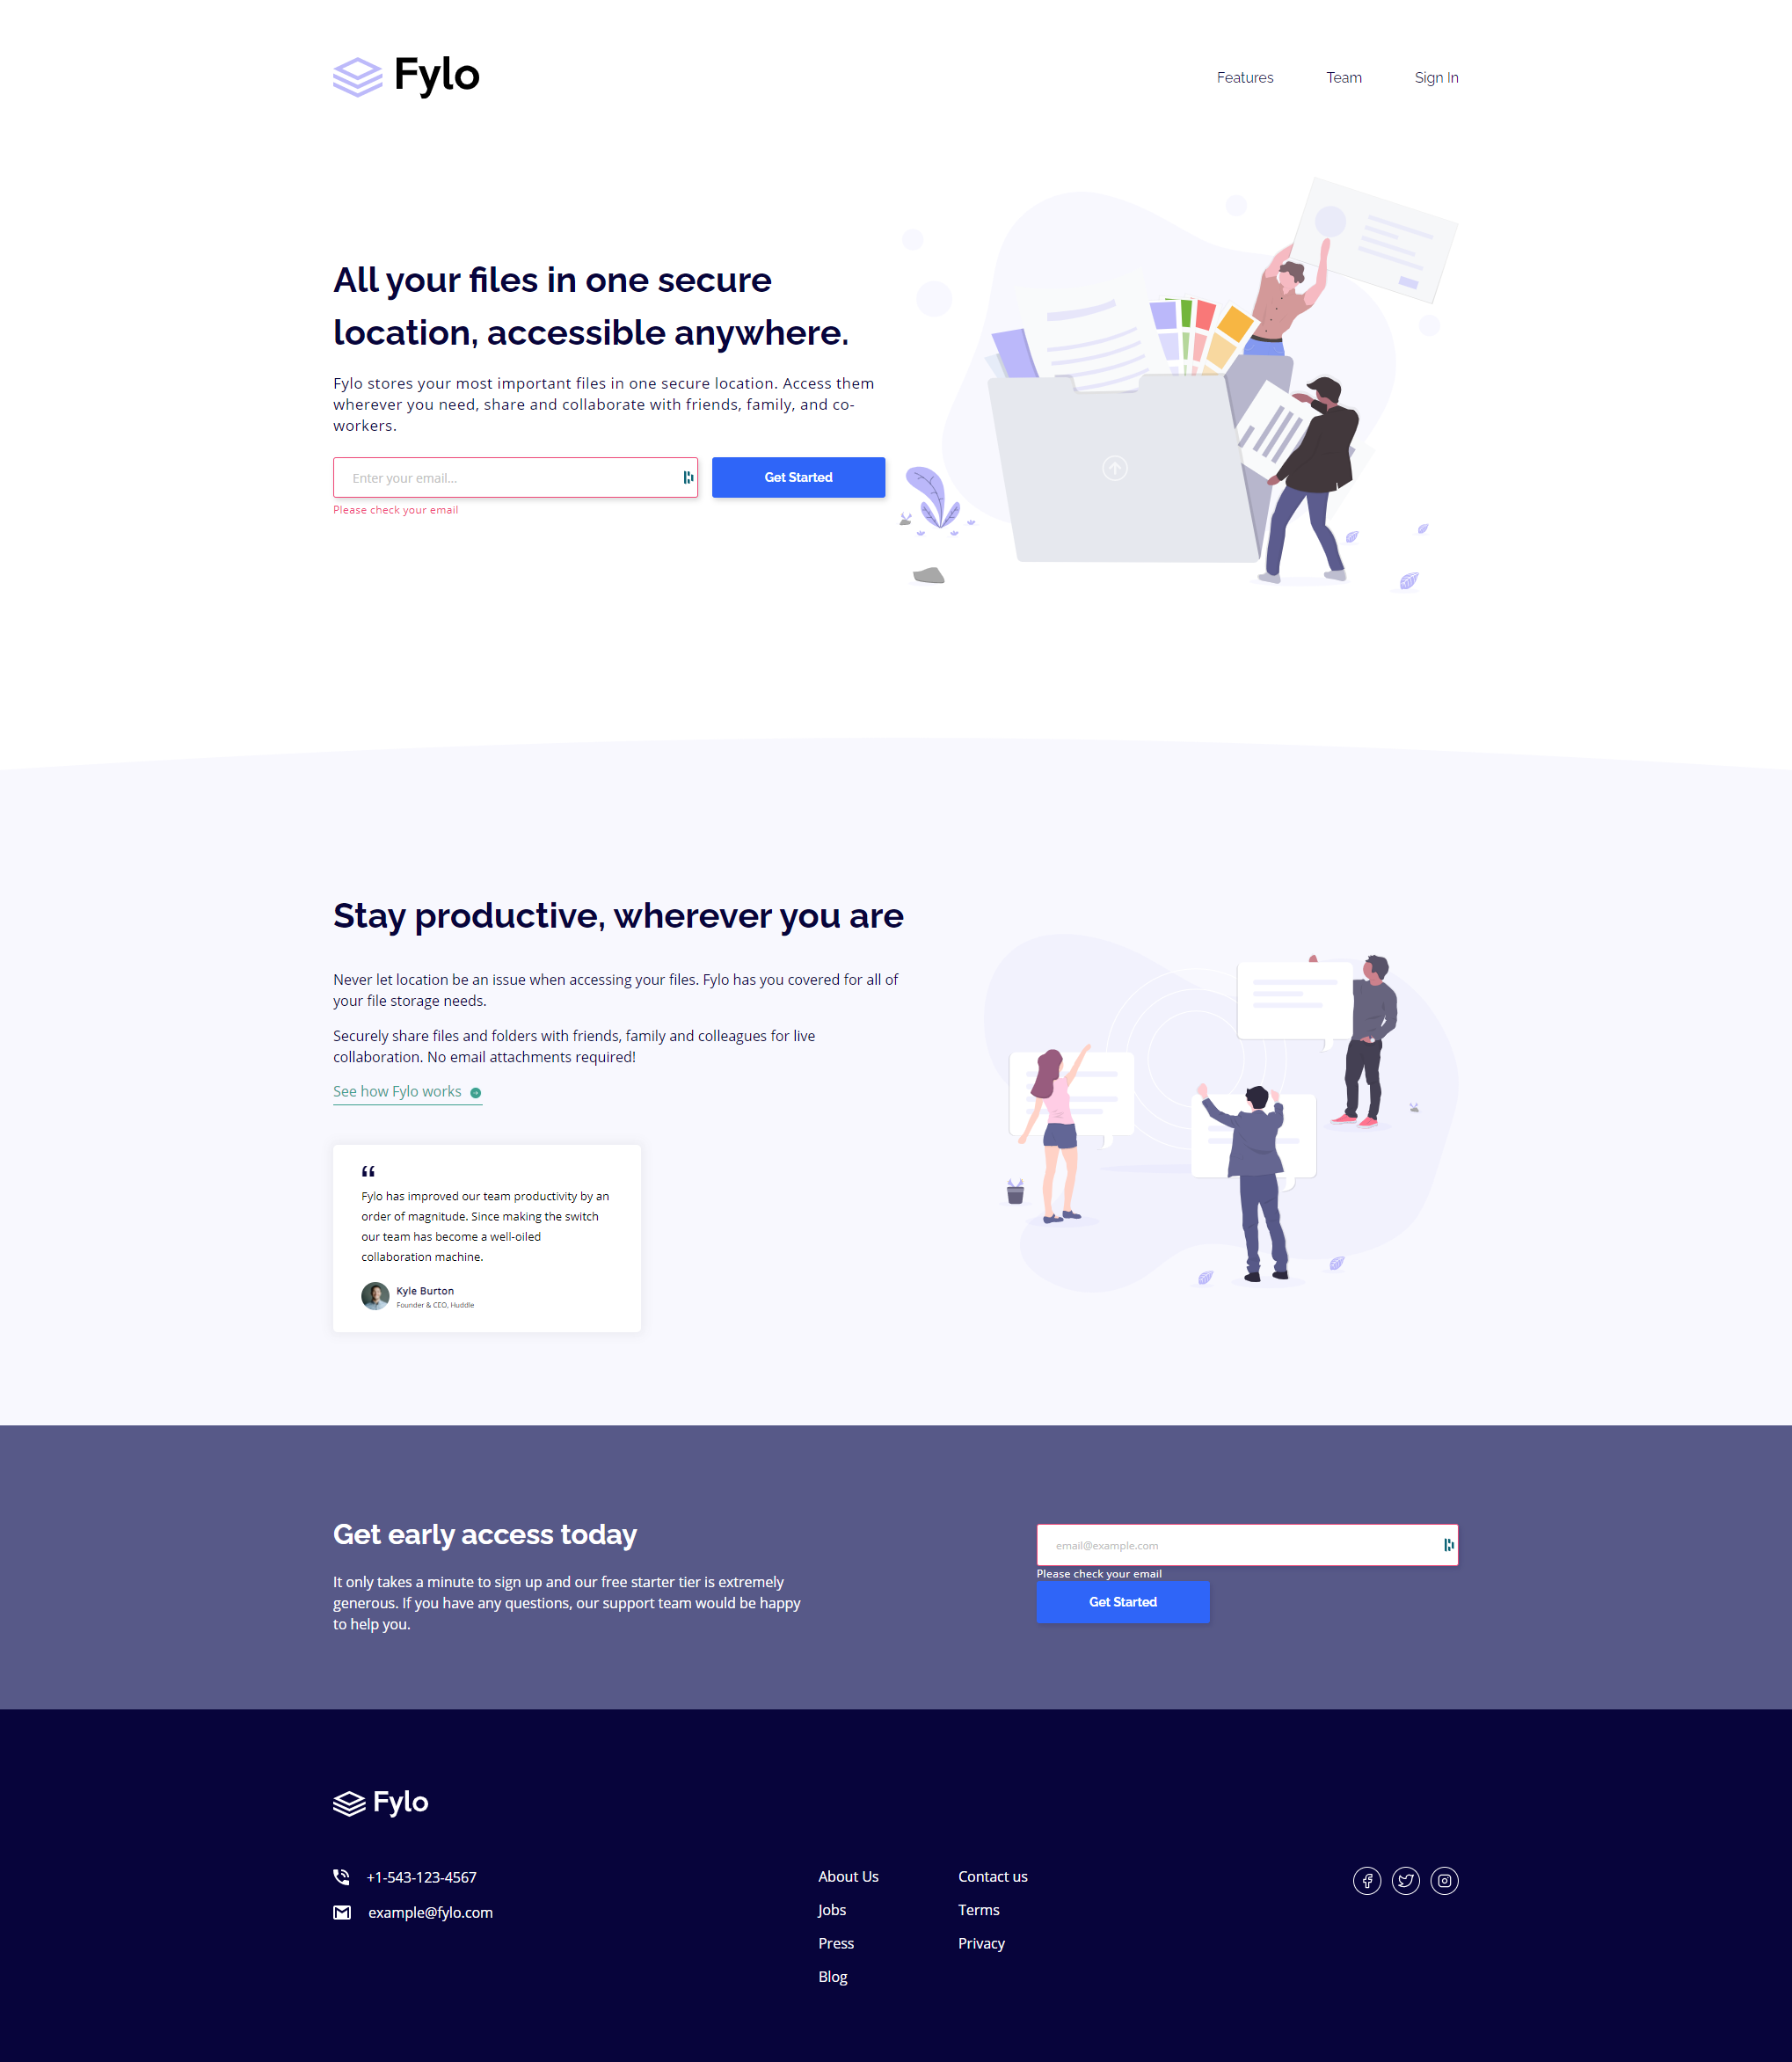 Fylo
Features
Team
Sign In
All your files in one secure
location, accessible anywhere.
Fylo stores your most important files in one secure location. Access them
wherever you need, share and collaborate with friends, family, and co-
workers.
Enter your email...
Get Started
Please check your email
Stay productive, wherever you are
Never let location be an issue when accessing your files. Fylo has you covered for all of
your file storage needs.
Securely share files and folders with friends, family and colleagues for live
collaboration. No email attachments required!
See how Fylo works
“
Fylo has improved our team productivity by an
order of magnitude. Since making the switch
our team has become a well-oiled
collaboration machine.
Kyle Burton
Founder & CEO, Huddle
Get early access today
It only takes a minute to sign up and our free starter tier is extremely
generous. If you have any questions, our support team would be happy
to help you.
email@example.com
Please check your email
Get Started
Fylo
+1-543-123-4567
example@fylo.com
About Us
Jobs
Press
Blog
Contact us
Terms
Privacy